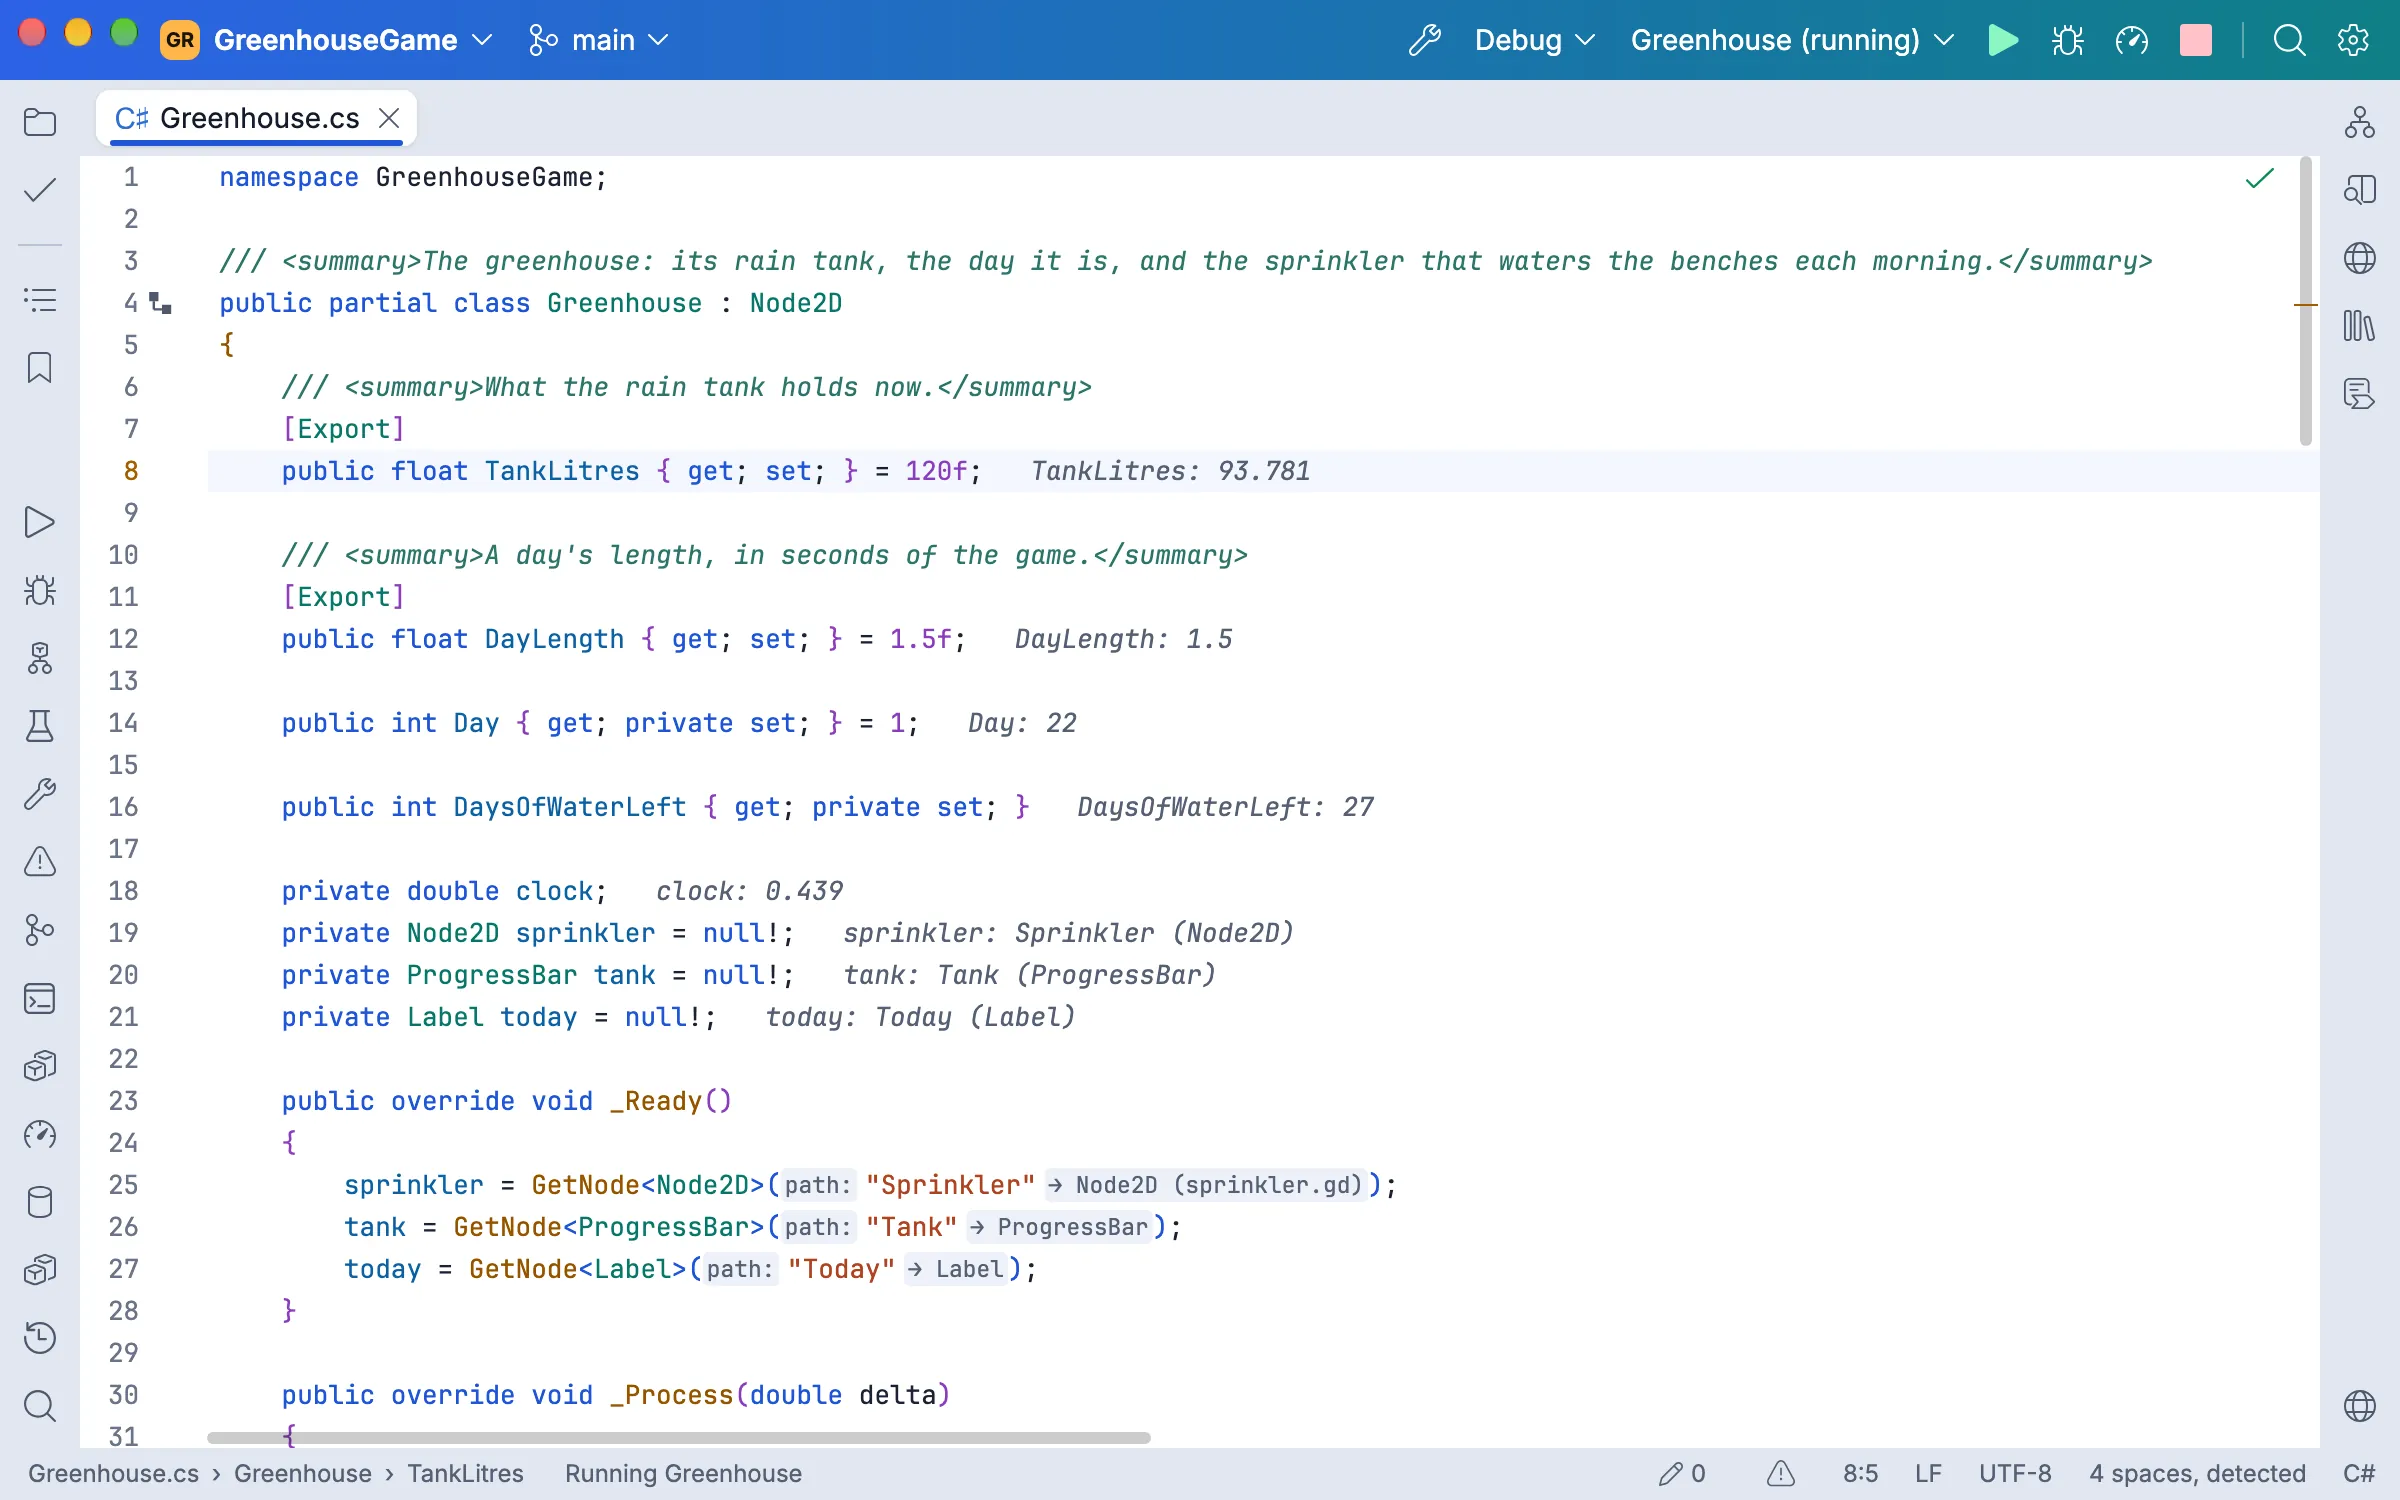 GR GreenhouseGame main Debug Greenhouse (running)
C# Greenhouse.cs
1 namespace GreenhouseGame;
2
3 /// <summary>The greenhouse: its rain tank, the day it is, and the sprinkler that waters the benches each morning.</summary>
4 public partial class Greenhouse : Node2D
5 {
6 /// <summary>What the rain tank holds now.</summary>
7 [Export]
8 public float TankLitres { get; set; } = 120f; TankLitres: 93.781
9
10 /// <summary>A day's length, in seconds of the game.</summary>
11 [Export]
12 public float DayLength { get; set; } = 1.5f; DayLength: 1.5
13
14 public int Day { get; private set; } = 1; Day: 22
15
16 public int DaysOfWaterLeft { get; private set; } DaysOfWaterLeft: 27
17
18 private double clock; clock: 0.439
19 private Node2D sprinkler = null!; sprinkler: Sprinkler (Node2D)
20 private ProgressBar tank = null!; tank: Tank (ProgressBar)
21 private Label today = null!; today: Today (Label)
22
23 public override void _Ready()
24 {
25 sprinkler = GetNode<Node2D>(path: "Sprinkler" → Node2D (sprinkler.gd));
26 tank = GetNode<ProgressBar>(path: "Tank" → ProgressBar);
27 today = GetNode<Label>(path: "Today" → Label);
28 }
29
30 public override void _Process(double delta)
31 {
Greenhouse.cs › Greenhouse › TankLitres Running Greenhouse 0 8:5 LF UTF-8 4 spaces, detected C#